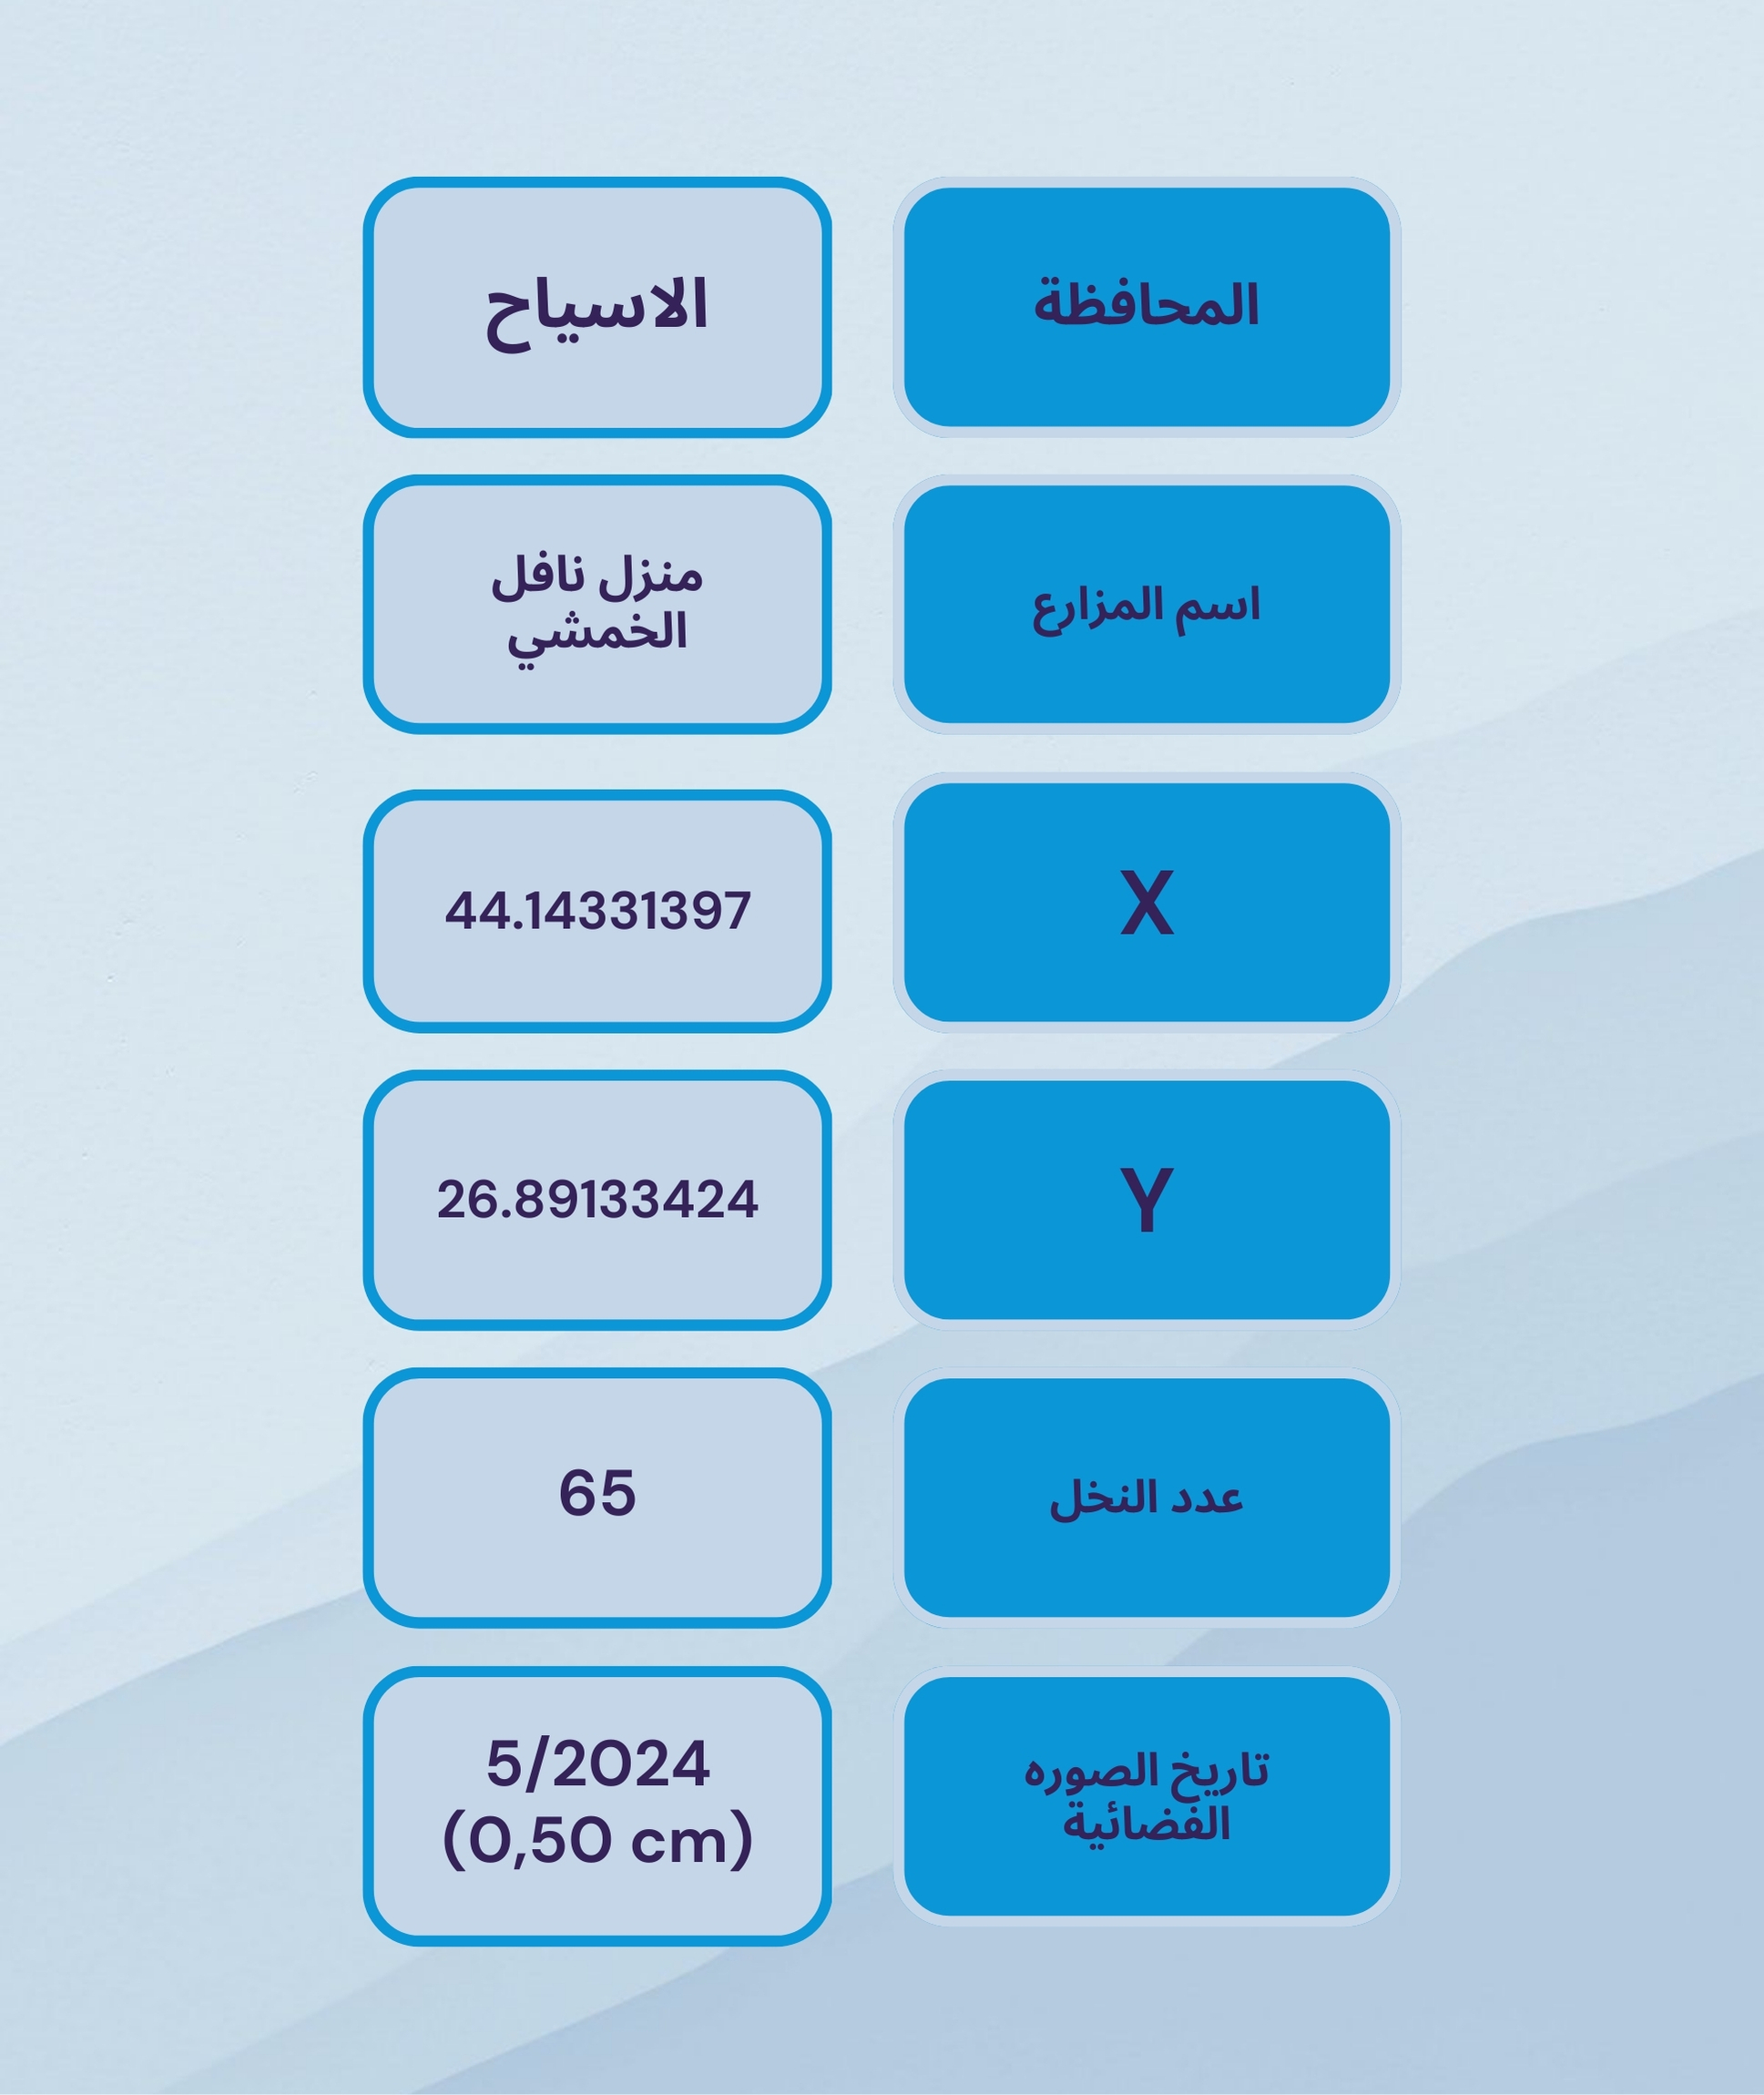 المحافظة
الاسياح
اسم المزارع
منزل نافل
الخمشي
X
44.14331397
Y
26.89133424
عدد النخل
65
تاريخ الصوره
الفضائية
5/2024
(0,50 cm)